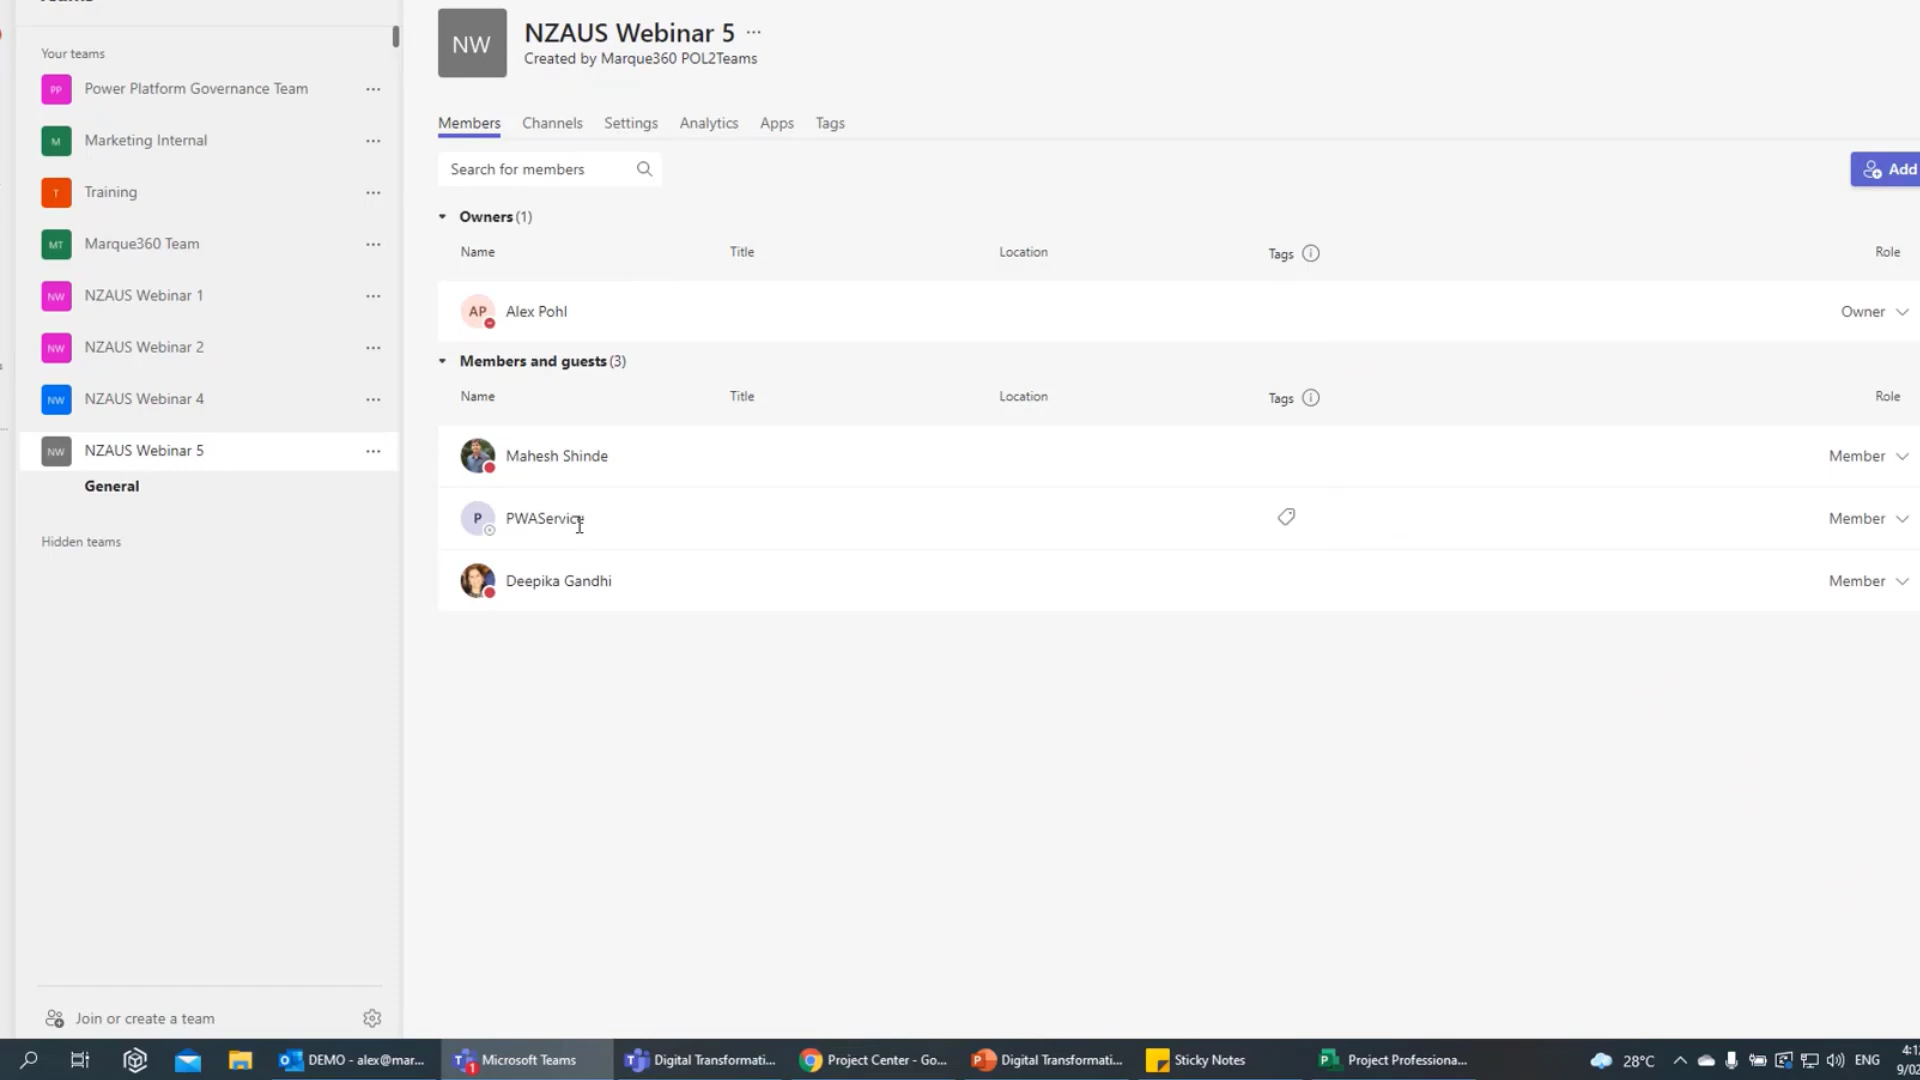 Your teams
PP Power Platform Governance Team ...
M Marketing Internal ...
T Training ...
MT Marque360 Team ...
NW NZAUS Webinar 1 ...
NW NZAUS Webinar 2 ...
NW NZAUS Webinar 4 ...
NW NZAUS Webinar 5 ...
General
Hidden teams
Join or create a team
NW
NZAUS Webinar 5 ...
Created by Marque360 POL2Teams
Members Channels Settings Analytics Apps Tags
Search for members
Add
Owners (1)
Name Title Location Tags Role
AP Alex Pohl Owner
Members and guests (3)
Name Title Location Tags Role
Mahesh Shinde Member
P PWAService Member
Deepika Gandhi Member
DEMO - alex@mar... Microsoft Teams 1 Digital Transformati... Project Center - Go... Digital Transformati... Sticky Notes Project Professiona... 28°C ENG